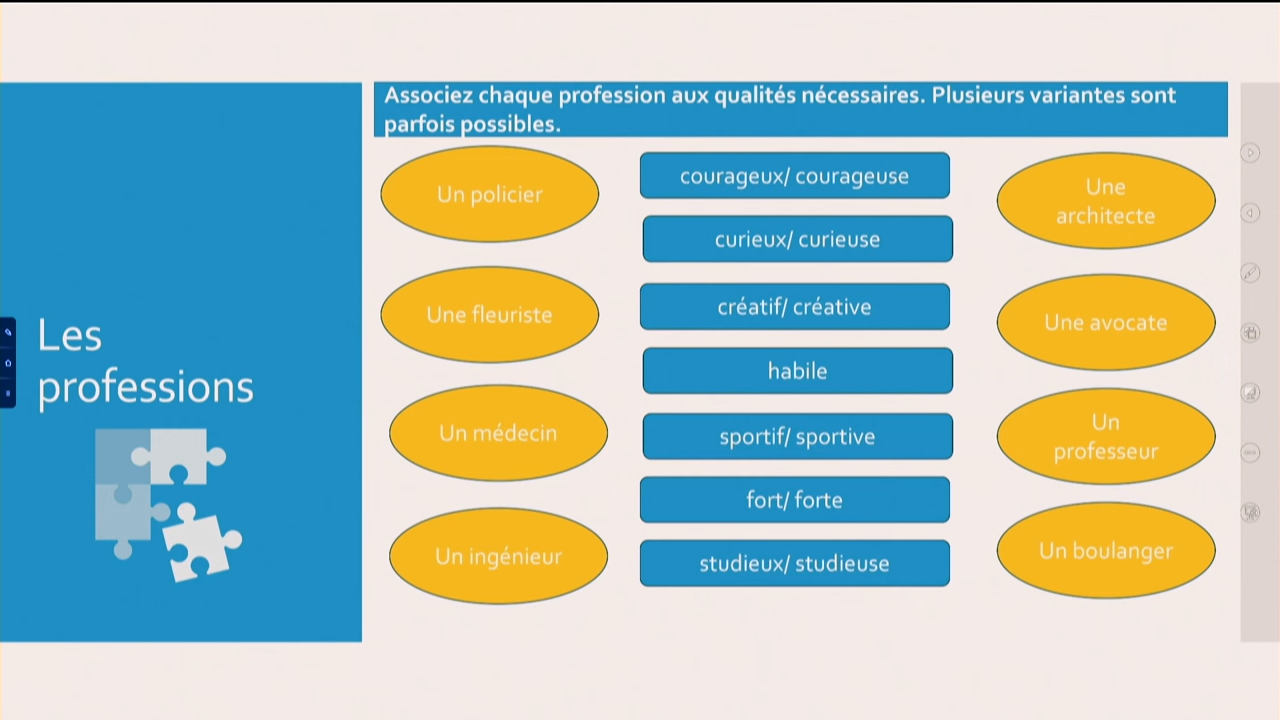 Associez chaque profession aux qualités nécessaires. Plusieurs variantes sont
parfois possibles.
Les
professions
Un policier
Une fleuriste
Un médecin
Un ingénieur
courageux/ courageuse
curieux/ curieuse
créatif/ créative
habile
sportif/ sportive
fort/ forte
studieux/ studieuse
Une
architecte
Une avocate
Un
professeur
Un boulanger